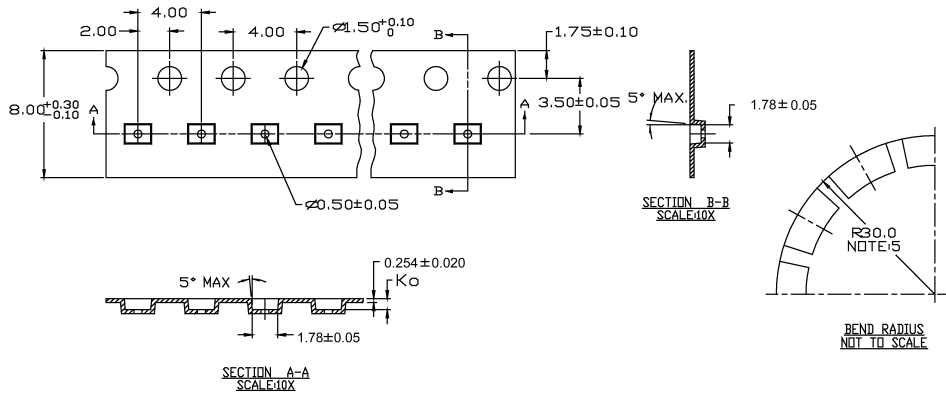 4.00
2.00
4.00
Ø1.50 +0.10 0
B
1.75±0.10
8.00 +0.30 -0.10
A
A
3.50±0.05
B
Ø0.50±0.05
5° MAX.
1.78±0.05
SECTION B-B
SCALE:10X
R30.0
NOTE:5
BEND RADIUS
NOT TO SCALE
5° MAX
0.254±0.020
Ko
1.78±0.05
SECTION A-A
SCALE:10X